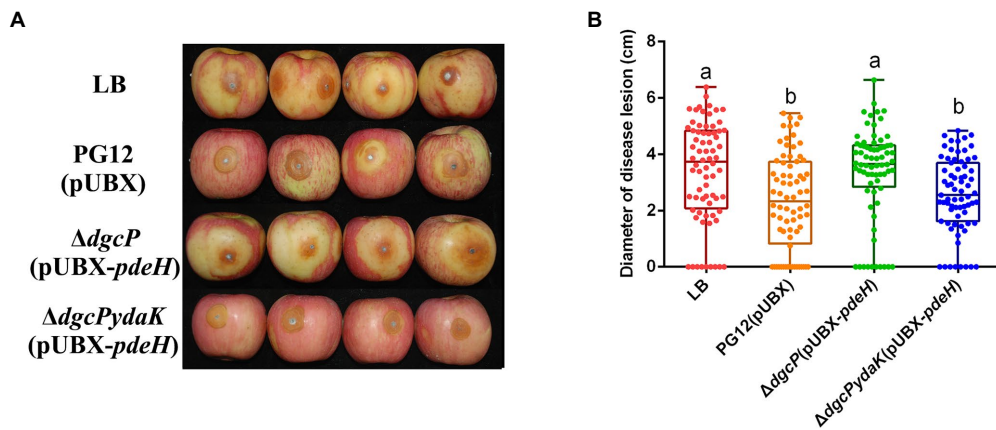 A
LB
PG12
(pUBX)
ΔdgcP
(pUBX-pdeH)
ΔdgcPydaK
(pUBX-pdeH)
B
Diameter of disease lesion (cm)
8
6
4
2
0
a
b
a
b
LB
PG12(pUBX)
ΔdgcP(pUBX-pdeH)
ΔdgcPydaK(pUBX-pdeH)